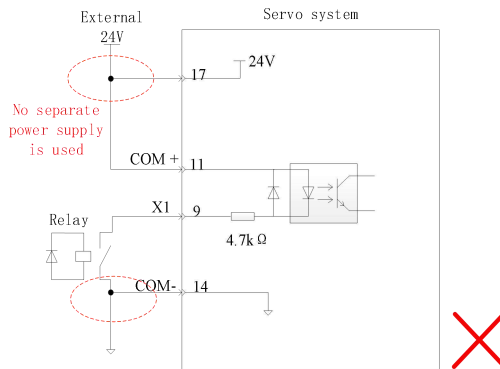 External
24V
Servo system
24V
17
No separate
power supply
is used
COM +
11
X1
9
Relay
4.7k Ω
COM-
14